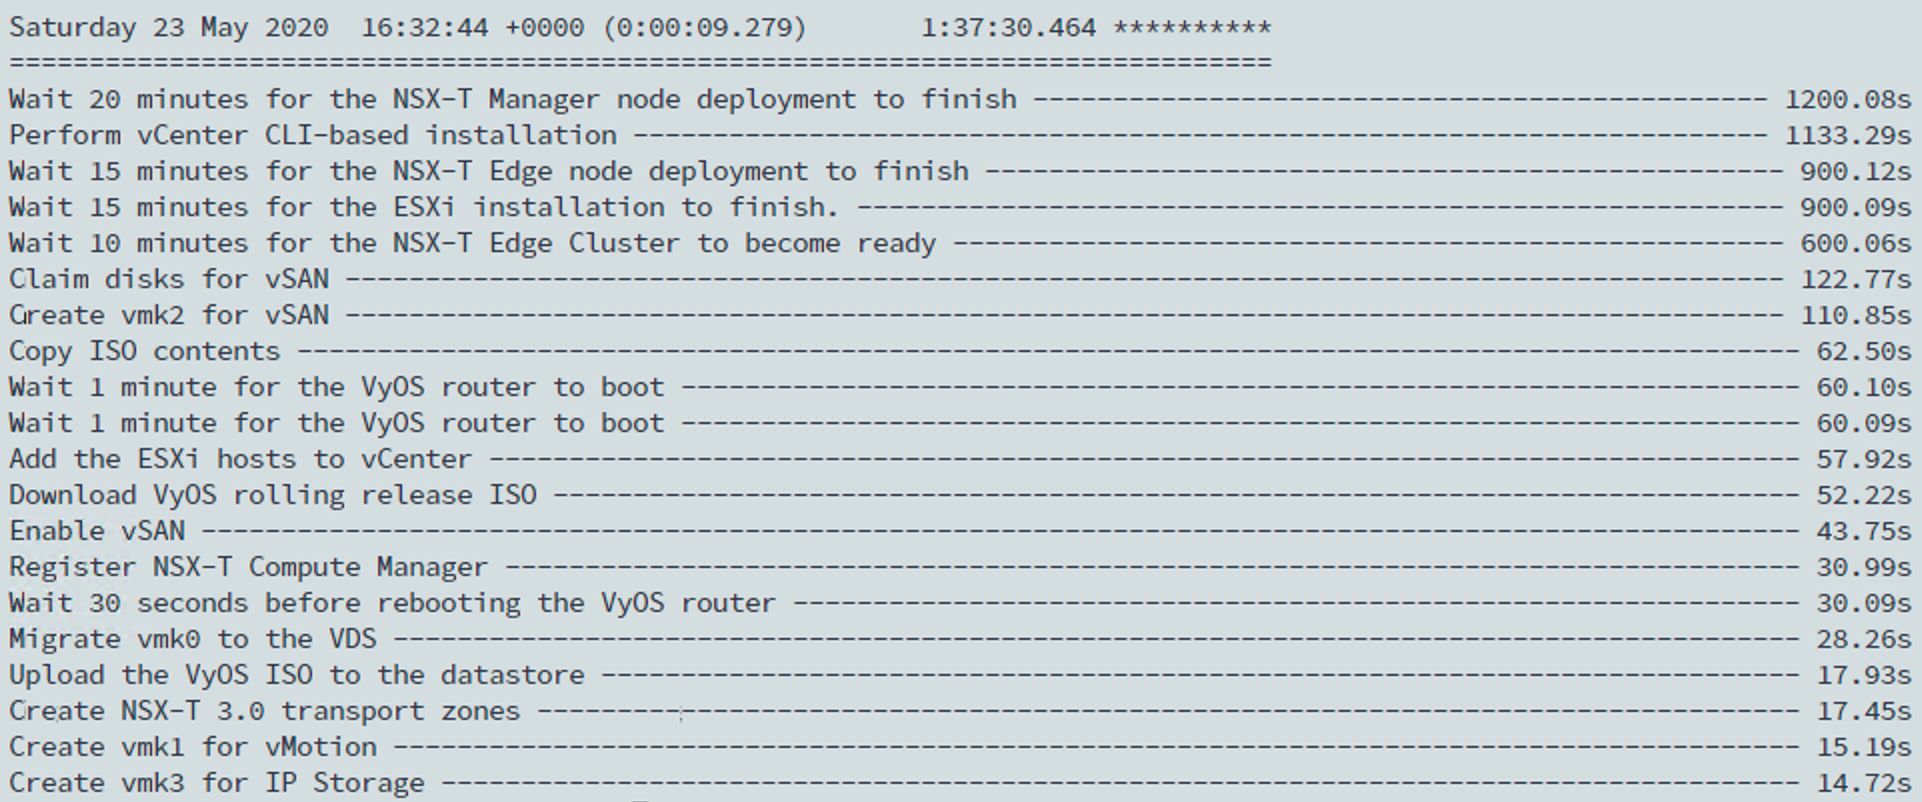 Saturday 23 May 2020  16:32:44 +0000 (0:00:09.279)       1:37:30.464 **********
===============================================================================
Wait 20 minutes for the NSX-T Manager node deployment to finish ---------------------------------------------- 1200.08s
Perform vCenter CLI-based installation ----------------------------------------------------------------------- 1133.29s
Wait 15 minutes for the NSX-T Edge node deployment to finish -------------------------------------------------- 900.12s
Wait 15 minutes for the ESXi installation to finish. ---------------------------------------------------------- 900.09s
Wait 10 minutes for the NSX-T Edge Cluster to become ready ---------------------------------------------------- 600.06s
Claim disks for vSAN ------------------------------------------------------------------------------------------ 122.77s
Create vmk2 for vSAN ------------------------------------------------------------------------------------------ 110.85s
Copy ISO contents ---------------------------------------------------------------------------------------------- 62.50s
Wait 1 minute for the VyOS router to boot ---------------------------------------------------------------------- 60.10s
Wait 1 minute for the VyOS router to boot ---------------------------------------------------------------------- 60.09s
Add the ESXi hosts to vCenter ---------------------------------------------------------------------------------- 57.92s
Download VyOS rolling release ISO ------------------------------------------------------------------------------ 52.22s
Enable vSAN ---------------------------------------------------------------------------------------------------- 43.75s
Register NSX-T Compute Manager --------------------------------------------------------------------------------- 30.99s
Wait 30 seconds before rebooting the VyOS router --------------------------------------------------------------- 30.09s
Migrate vmk0 to the VDS ---------------------------------------------------------------------------------------- 28.26s
Upload the VyOS ISO to the datastore --------------------------------------------------------------------------- 17.93s
Create NSX-T 3.0 transport zones ------------------------------------------------------------------------------- 17.45s
Create vmk1 for vMotion ---------------------------------------------------------------------------------------- 15.19s
Create vmk3 for IP Storage ------------------------------------------------------------------------------------- 14.72s